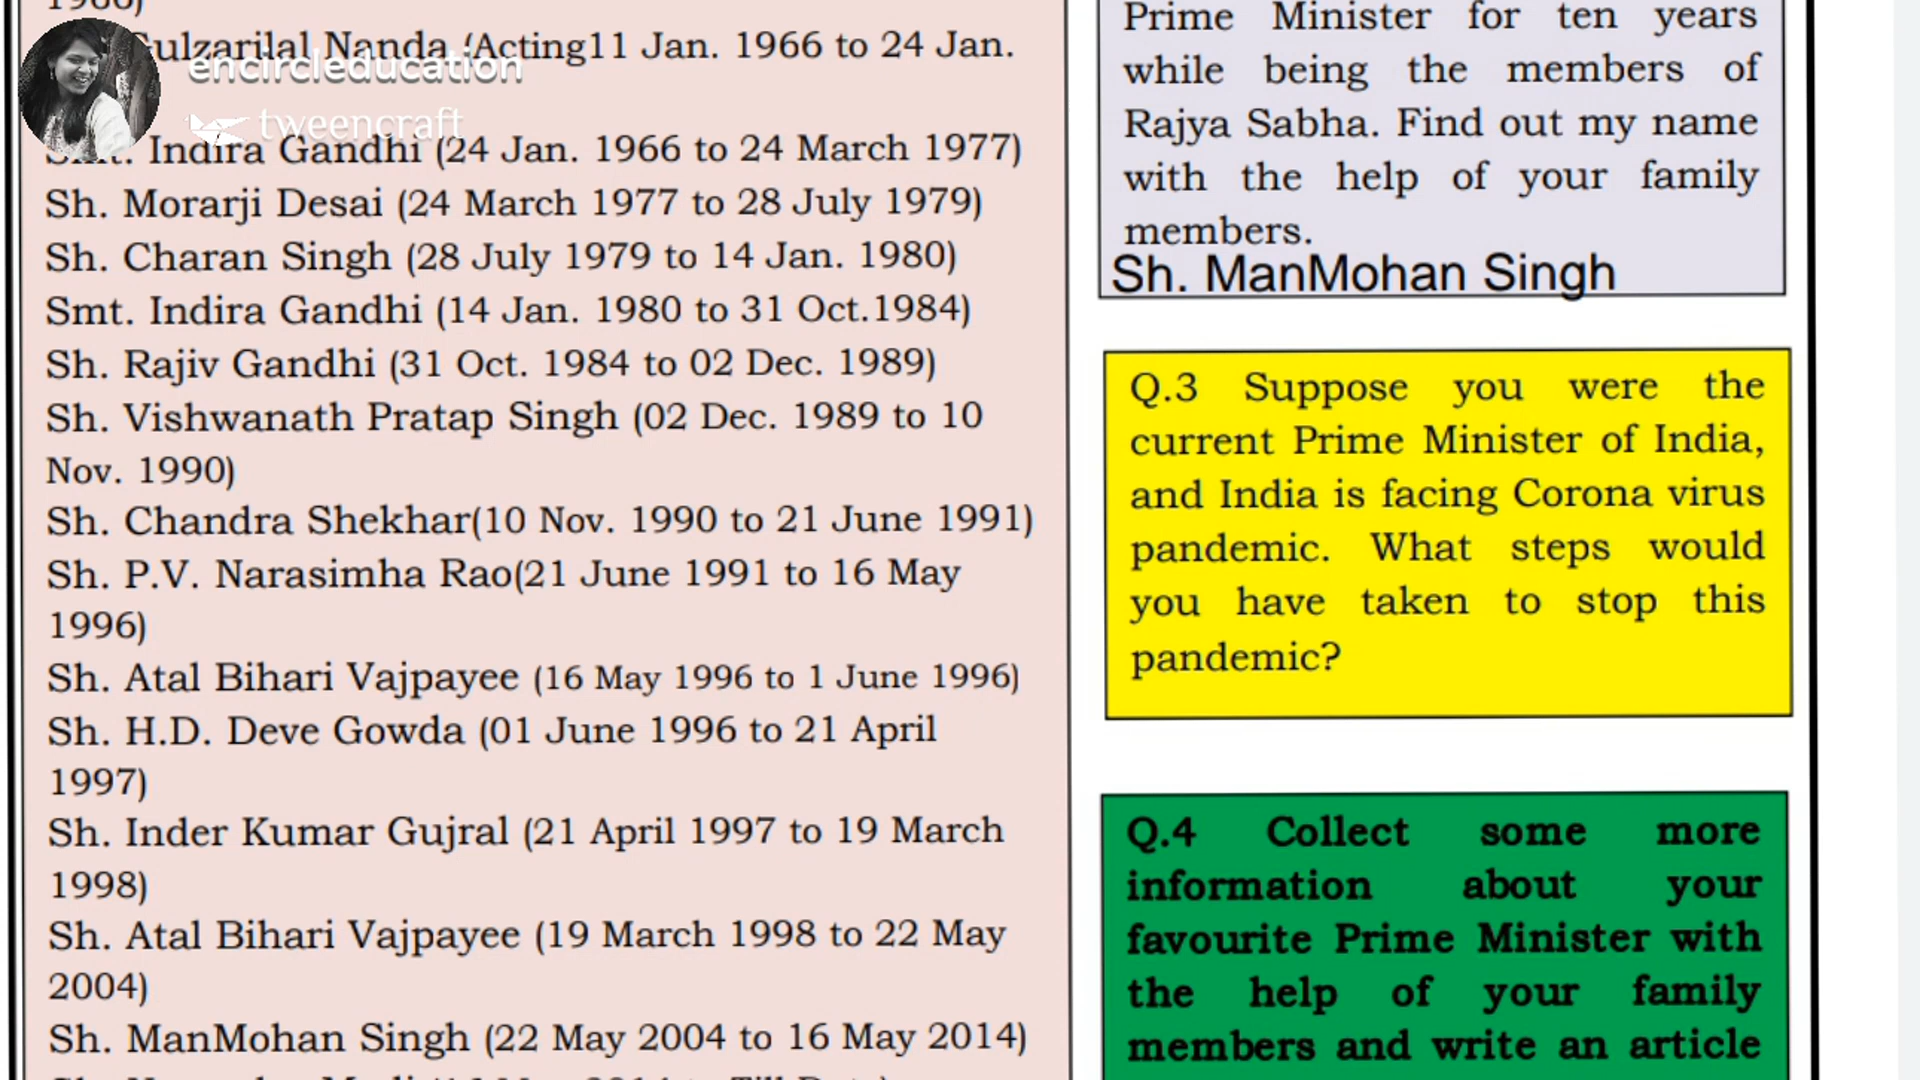 1966)
Gulzarilal Nanda (Acting11 Jan. 1966 to 24 Jan.
encircleducation
tweencraft
Smt. Indira Gandhi (24 Jan. 1966 to 24 March 1977)
Sh. Morarji Desai (24 March 1977 to 28 July 1979)
Sh. Charan Singh (28 July 1979 to 14 Jan. 1980)
Smt. Indira Gandhi (14 Jan. 1980 to 31 Oct.1984)
Sh. Rajiv Gandhi (31 Oct. 1984 to 02 Dec. 1989)
Sh. Vishwanath Pratap Singh (02 Dec. 1989 to 10
Nov. 1990)
Sh. Chandra Shekhar(10 Nov. 1990 to 21 June 1991)
Sh. P.V. Narasimha Rao(21 June 1991 to 16 May
1996)
Sh. Atal Bihari Vajpayee (16 May 1996 to 1 June 1996)
Sh. H.D. Deve Gowda (01 June 1996 to 21 April
1997)
Sh. Inder Kumar Gujral (21 April 1997 to 19 March
1998)
Sh. Atal Bihari Vajpayee (19 March 1998 to 22 May
2004)
Sh. ManMohan Singh (22 May 2004 to 16 May 2014)
Prime Minister for ten years
while being the members of
Rajya Sabha. Find out my name
with the help of your family
members.
Sh. ManMohan Singh
Q.3 Suppose you were the
current Prime Minister of India,
and India is facing Corona virus
pandemic. What steps would
you have taken to stop this
pandemic?
Q.4 Collect some more
information about your
favourite Prime Minister with
the help of your family
members and write an article